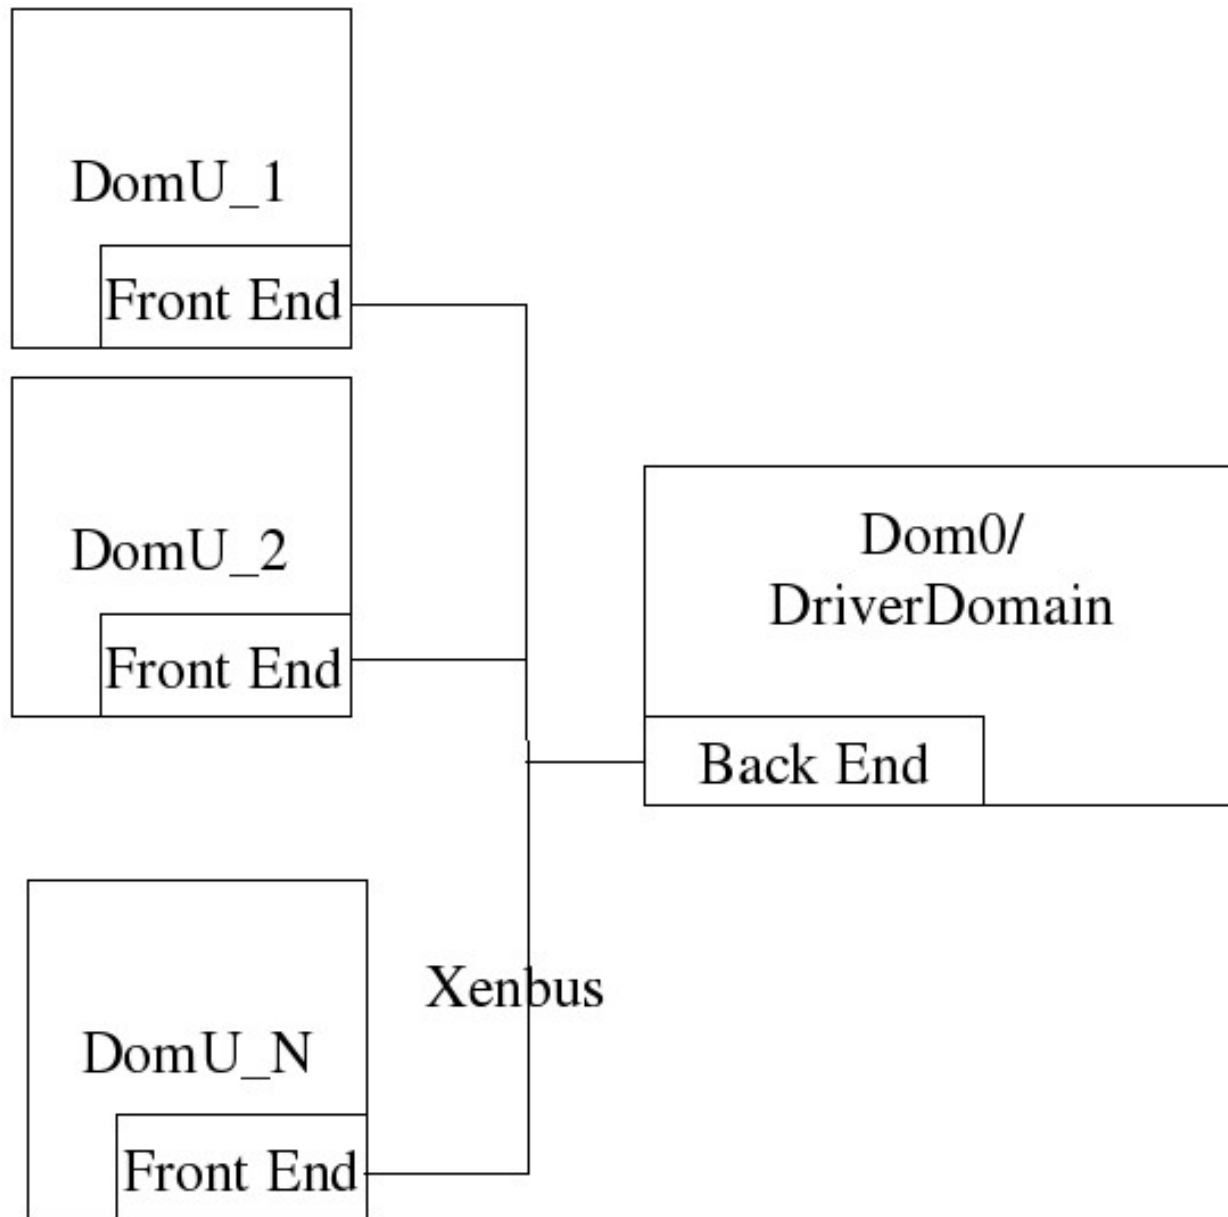 DomU_1
Front End
DomU_2
Front End
Dom0/
DriverDomain
Back End
Xenbus
DomU_N
Front End